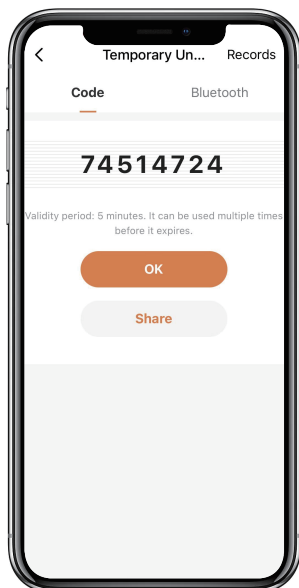 Temporary Un... Records
Code Bluetooth
74514724
Validity period: 5 minutes. It can be used multiple times
before it expires.
OK
Share